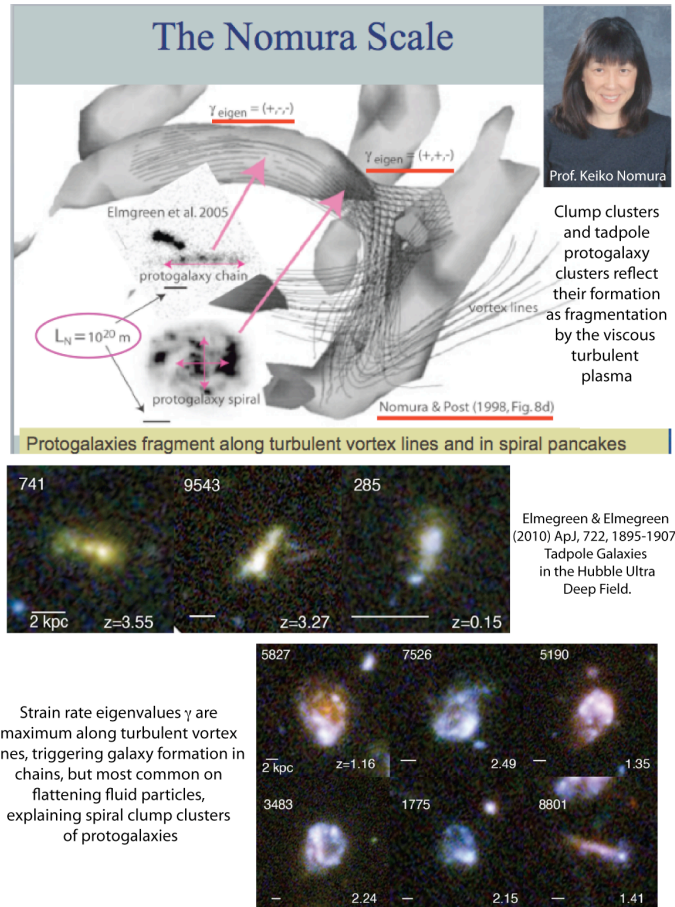 The Nomura Scale
γ eigen = (+,-,-)
γ eigen = (+,+,-)
Prof. Keiko Nomura
Elmgreen et al. 2005
protogalaxy chain
L N = 10²⁰ m
protogalaxy spiral
vortex lines
Nomura & Post (1998, Fig. 8d)
Clump clusters
and tadpole
protogalaxy
clusters reflect
their formation
as fragmentation
by the viscous
turbulent
plasma
Protogalaxies fragment along turbulent vortex lines and in spiral pancakes
741
9543
285
2 kpc
z=3.55
z=3.27
z=0.15
Elmegreen & Elmegreen
(2010) ApJ, 722, 1895-1907
Tadpole Galaxies
in the Hubble Ultra
Deep Field.
5827
7526
5190
2 kpc
z=1.16
2.49
1.35
3483
1775
8801
2.24
2.15
1.41
Strain rate eigenvalues γ are
maximum along turbulent vortex
nes, triggering galaxy formation in
chains, but most common on
flattening fluid particles,
explaining spiral clump clusters
of protogalaxies